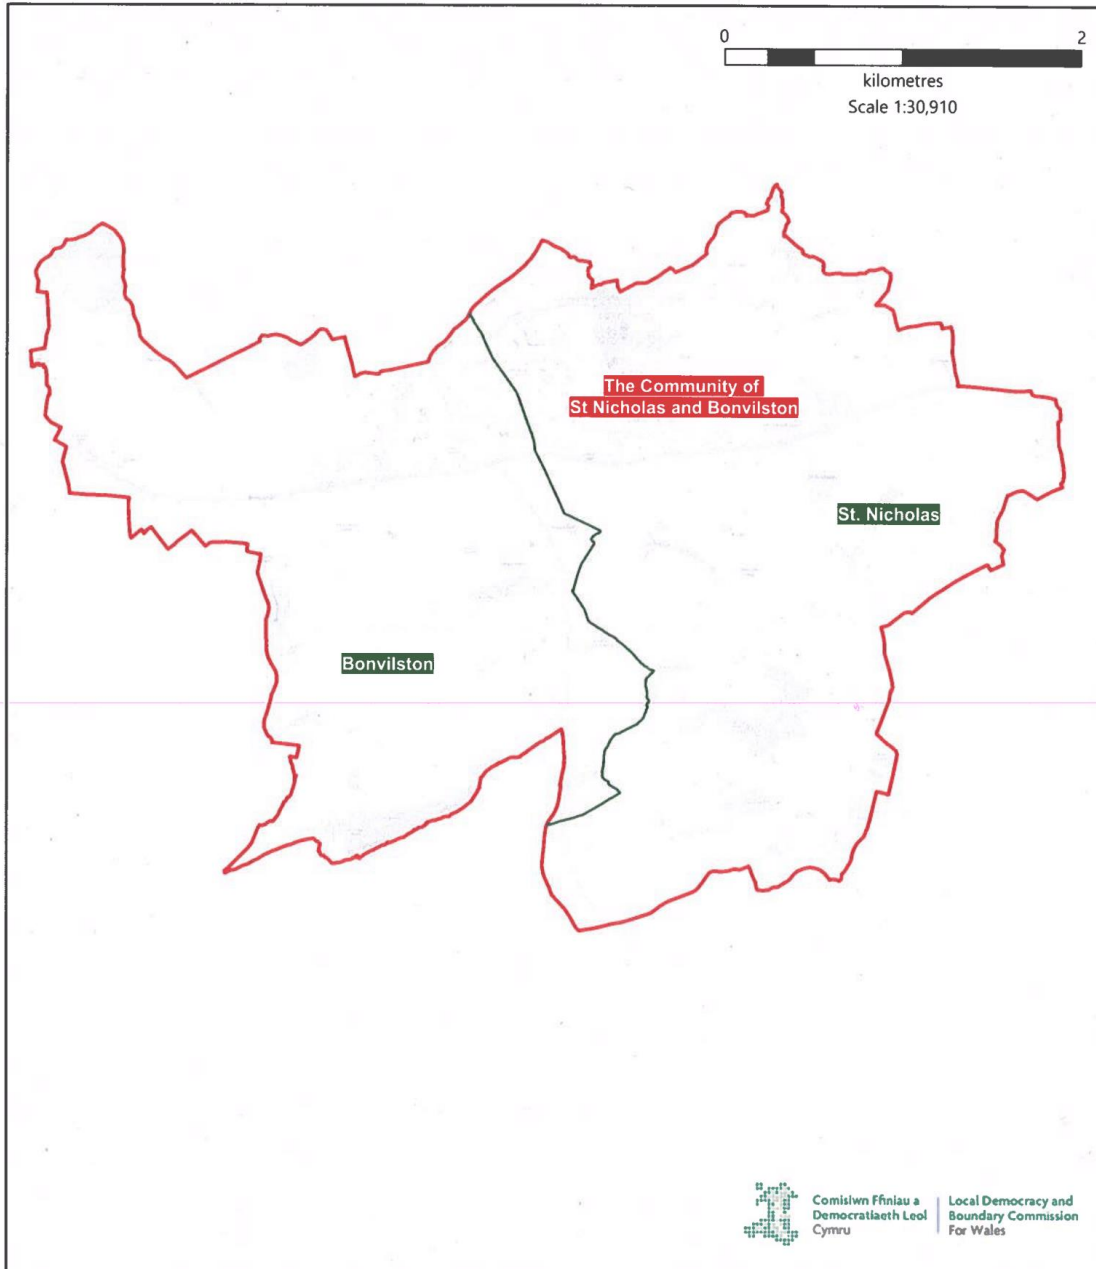 0 2
kilometres
Scale 1:30,910
The Community of
St Nicholas and Bonvilston
St. Nicholas
Bonvilston
Comisiwn Ffiniau a
Democratiaeth Leol
Cymru
Local Democracy and
Boundary Commission
For Wales